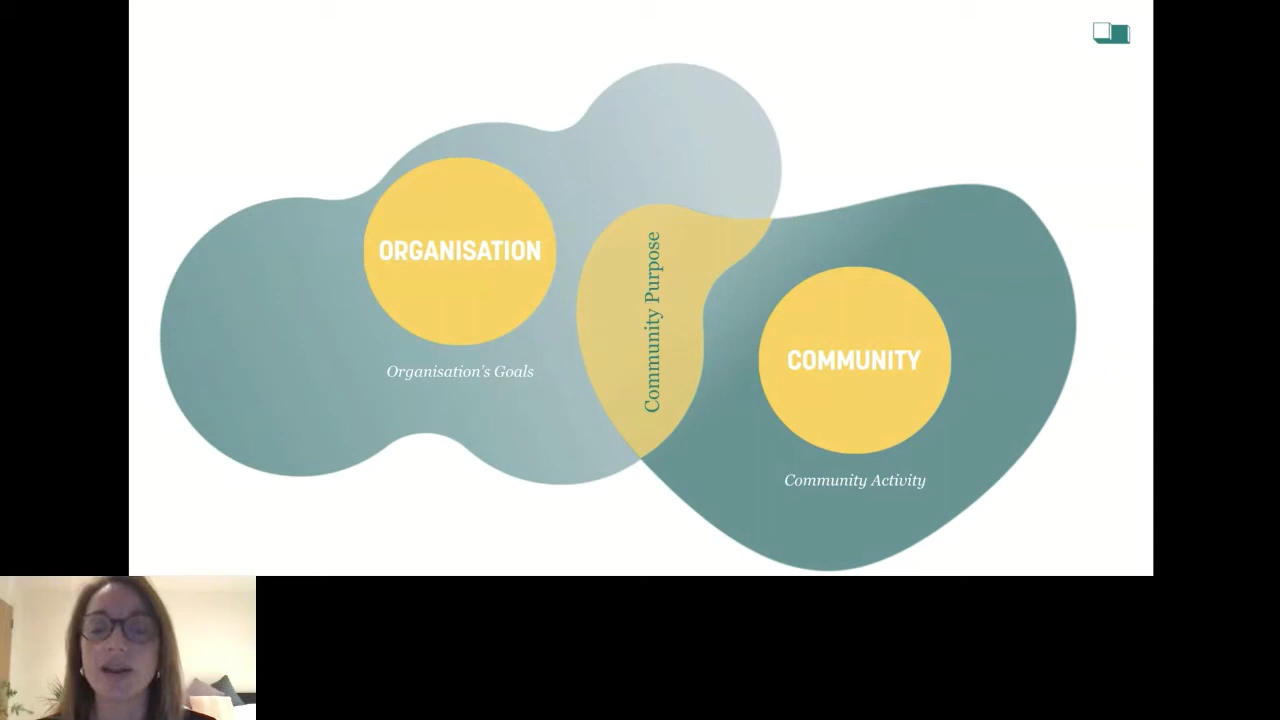 ORGANISATION
Organisation's Goals
Community Purpose
COMMUNITY
Community Activity